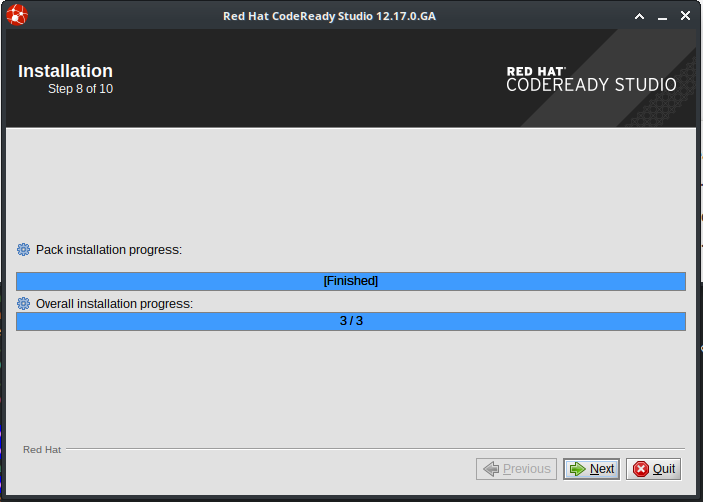 Red Hat CodeReady Studio 12.17.0.GA
Installation
Step 8 of 10
RED HAT
CODEREADY STUDIO
Pack installation progress:
[Finished]
Overall installation progress:
3 / 3
Red Hat
Previous
Next
Quit